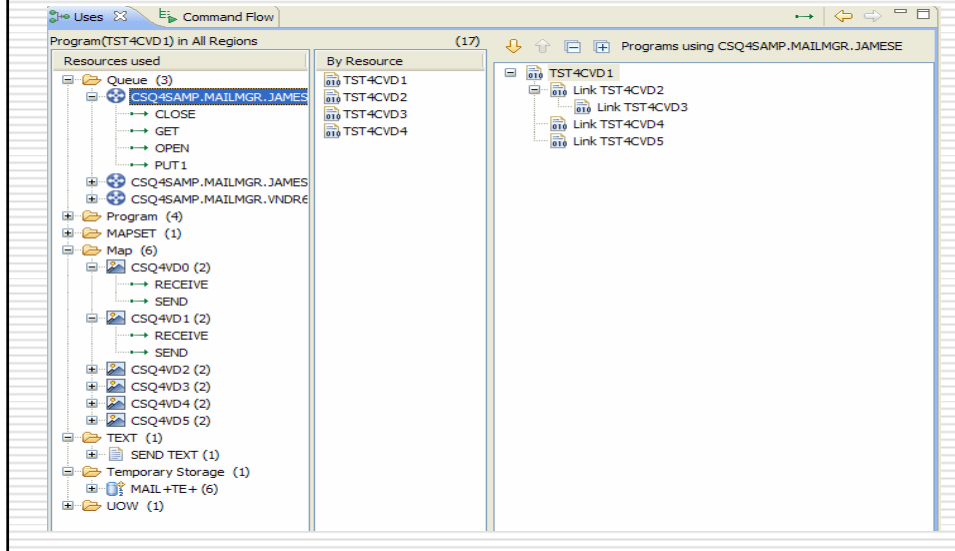 Uses Command Flow
Program(TST4CVD1) in All Regions (17)
Resources used
Queue (3)
CSQ4SAMP.MAILMGR.JAMES
CLOSE
GET
OPEN
PUT1
CSQ4SAMP.MAILMGR.JAMES
CSQ4SAMP.MAILMGR.VNDR6
Program (4)
MAPSET (1)
Map (6)
CSQ4VD0 (2)
RECEIVE
SEND
CSQ4VD1 (2)
RECEIVE
SEND
CSQ4VD2 (2)
CSQ4VD3 (2)
CSQ4VD4 (2)
CSQ4VD5 (2)
TEXT (1)
SEND TEXT (1)
Temporary Storage (1)
MAIL+TE+ (6)
UOW (1)
By Resource
TST4CVD1
TST4CVD2
TST4CVD3
TST4CVD4
Programs using CSQ4SAMP.MAILMGR.JAMESE
TST4CVD1
Link TST4CVD2
Link TST4CVD3
Link TST4CVD4
Link TST4CVD5